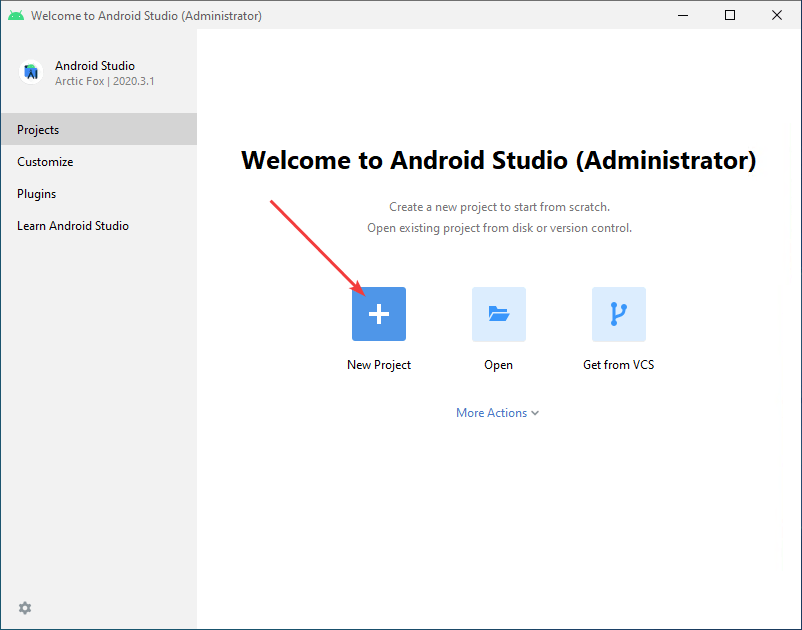 Welcome to Android Studio (Administrator)
Android Studio
Arctic Fox | 2020.3.1
Projects
Customize
Plugins
Learn Android Studio
Welcome to Android Studio (Administrator)
Create a new project to start from scratch.
Open existing project from disk or version control.
New Project
Open
Get from VCS
More Actions